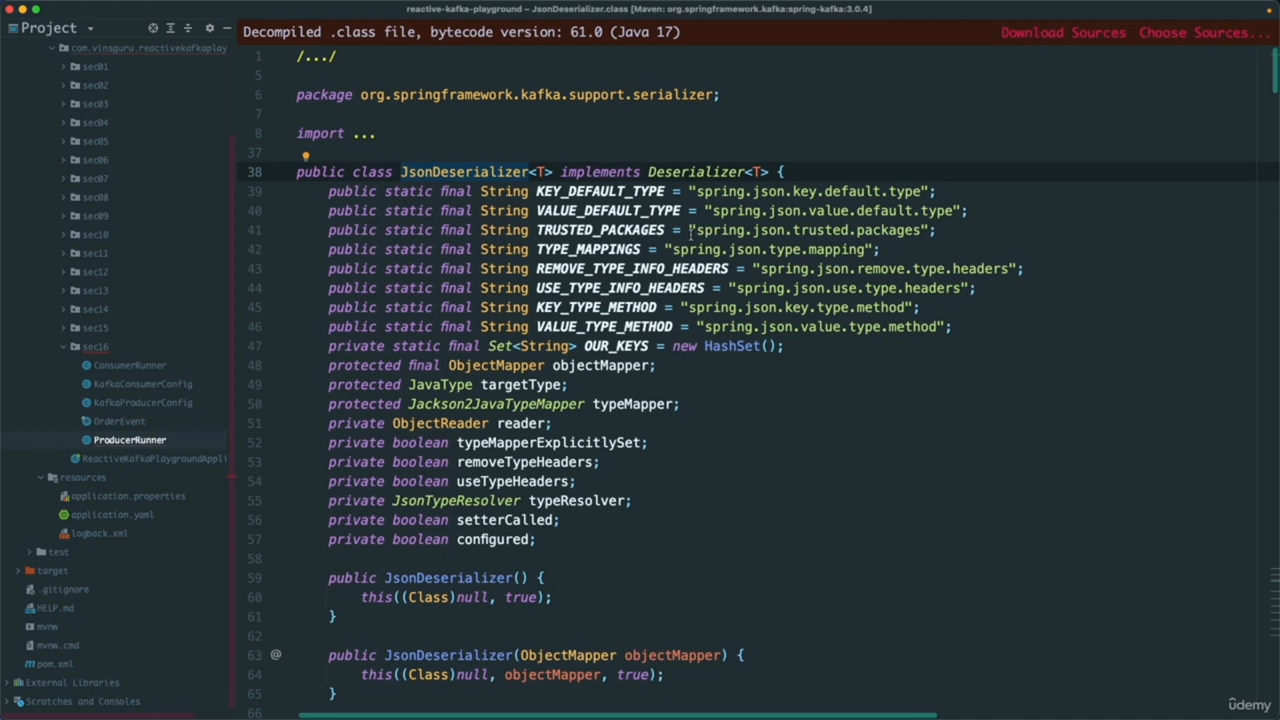 reactive-kafka-playground – JsonDeserializer.class [Maven: org.springframework.kafka:spring-kafka:3.0.4]
Project
Decompiled .class file, bytecode version: 61.0 (Java 17)
Download Sources Choose Sources...
com.vinsguru.reactivekafkaplay
sec01
sec02
sec03
sec04
sec05
sec06
sec07
sec08
sec09
sec10
sec11
sec12
sec13
sec14
sec15
sec16
ConsumerRunner
KafkaConsumerConfig
KafkaProducerConfig
OrderEvent
ProducerRunner
ReactiveKafkaPlaygroundAppli
resources
application.properties
application.yaml
logback.xml
test
target
.gitignore
HELP.md
mvnw
mvnw.cmd
pom.xml
External Libraries
Scratches and Consoles
1 /.../
5
6 package org.springframework.kafka.support.serializer;
7
8 import ...
37
38 public class JsonDeserializer<T> implements Deserializer<T> {
39 public static final String KEY_DEFAULT_TYPE = "spring.json.key.default.type";
40 public static final String VALUE_DEFAULT_TYPE = "spring.json.value.default.type";
41 public static final String TRUSTED_PACKAGES = "spring.json.trusted.packages";
42 public static final String TYPE_MAPPINGS = "spring.json.type.mapping";
43 public static final String REMOVE_TYPE_INFO_HEADERS = "spring.json.remove.type.headers";
44 public static final String USE_TYPE_INFO_HEADERS = "spring.json.use.type.headers";
45 public static final String KEY_TYPE_METHOD = "spring.json.key.type.method";
46 public static final String VALUE_TYPE_METHOD = "spring.json.value.type.method";
47 private static final Set<String> OUR_KEYS = new HashSet();
48 protected final ObjectMapper objectMapper;
49 protected JavaType targetType;
50 protected Jackson2JavaTypeMapper typeMapper;
51 private ObjectReader reader;
52 private boolean typeMapperExplicitlySet;
53 private boolean removeTypeHeaders;
54 private boolean useTypeHeaders;
55 private JsonTypeResolver typeResolver;
56 private boolean setterCalled;
57 private boolean configured;
58
59 public JsonDeserializer() {
60 this((Class)null, true);
61 }
62
63 @ public JsonDeserializer(ObjectMapper objectMapper) {
64 this((Class)null, objectMapper, true);
65 }
66
udemy